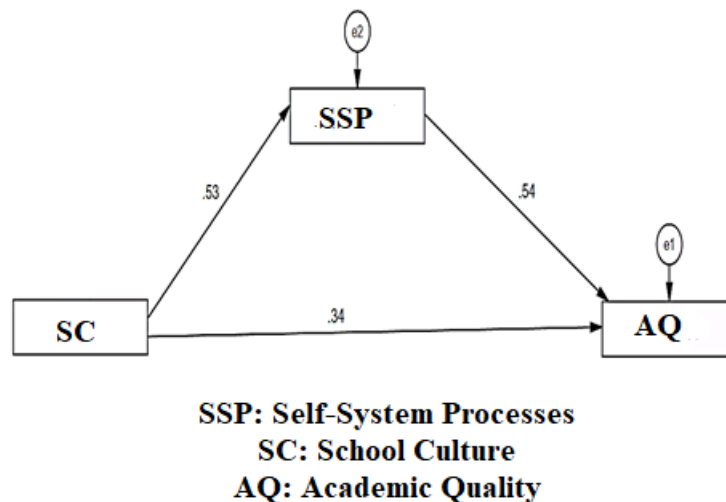 e2
SSP
.53
.54
e1
SC
.34
AQ
SSP: Self-System Processes
SC: School Culture
AQ: Academic Quality